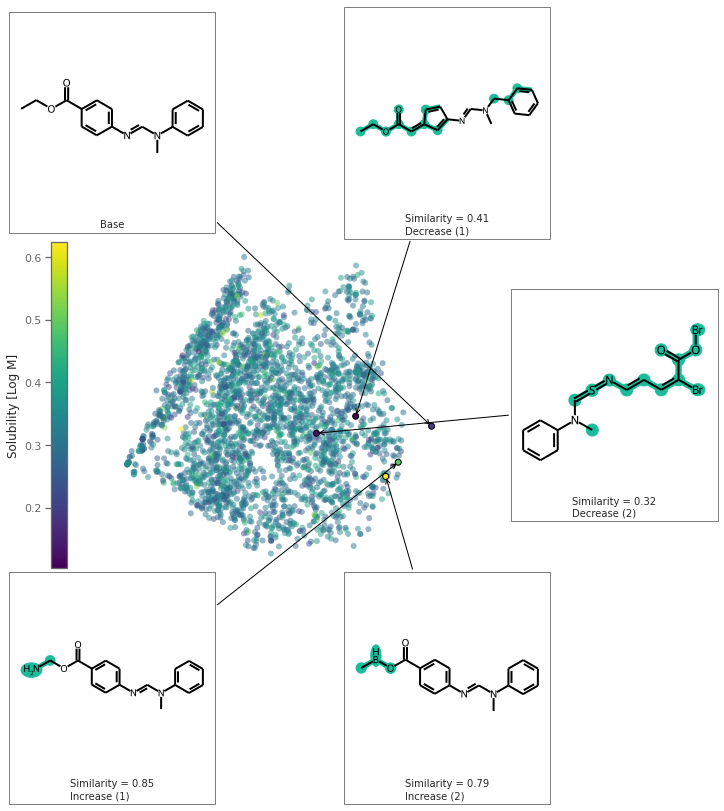 O
O
N
N
Base
O
O
N
N
Similarity = 0.41
Decrease (1)
0.6
0.5
0.4
0.3
0.2
Solubility [Log M]
Br
O
O
S
N
Br
N
Similarity = 0.32
Decrease (2)
O
H2N
O
N
N
Similarity = 0.85
Increase (1)
O
H
B
O
N
N
Similarity = 0.79
Increase (2)